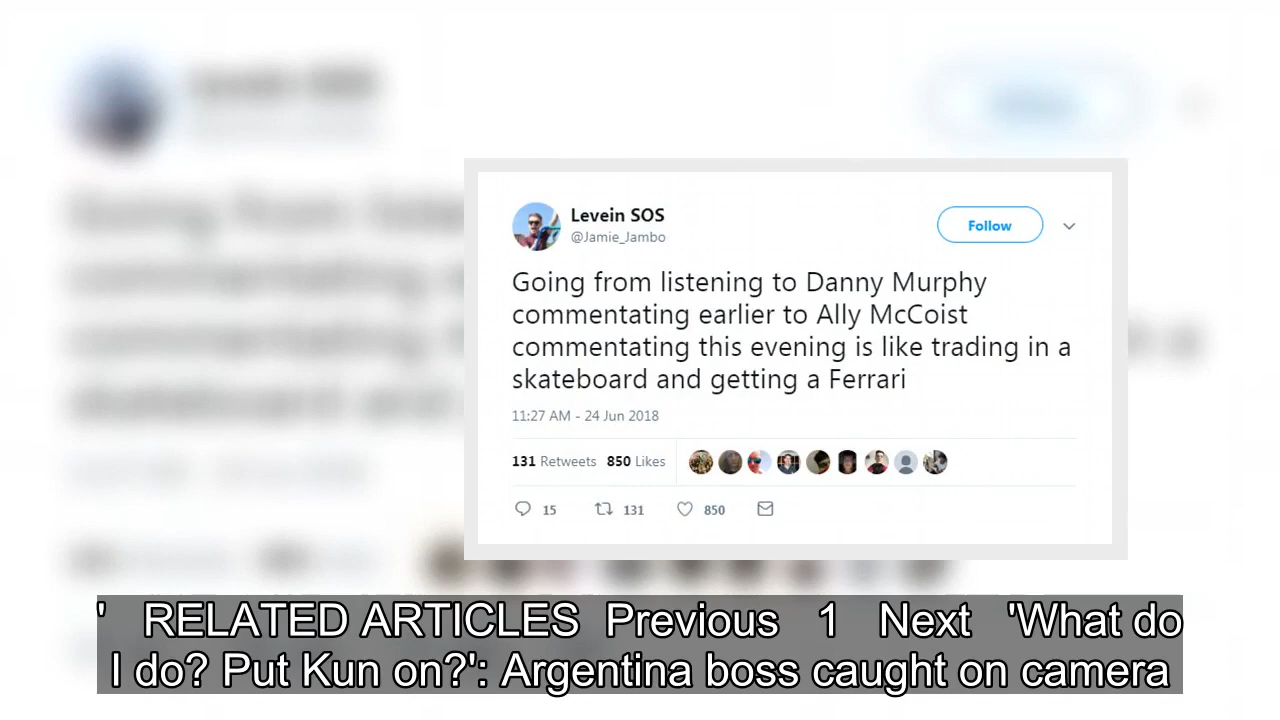 Levein SOS
@Jamie_Jambo
Follow
Going from listening to Danny Murphy
commentating earlier to Ally McCoist
commentating this evening is like trading in a
skateboard and getting a Ferrari
11:27 AM - 24 Jun 2018
131 Retweets 850 Likes
15 131 850
' RELATED ARTICLES Previous 1 Next 'What do
I do? Put Kun on?': Argentina boss caught on camera